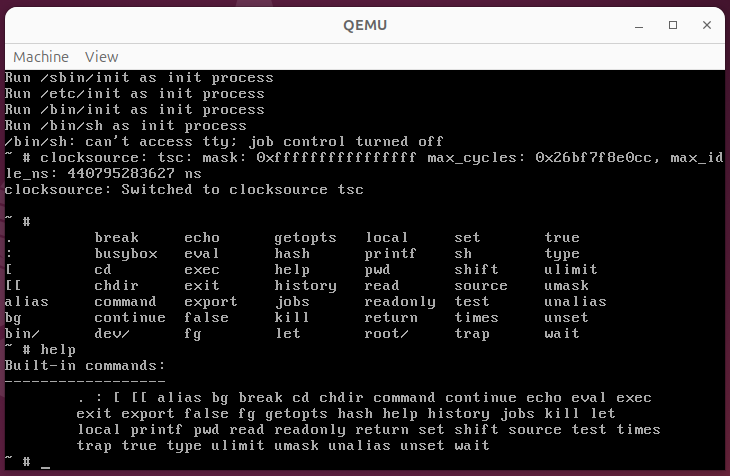 QEMU
Machine View
Run /sbin/init as init process
Run /etc/init as init process
Run /bin/init as init process
Run /bin/sh as init process
/bin/sh: can't access tty; job control turned off
~ # clocksource: tsc: mask: 0xffffffffffffffff max_cycles: 0x26bf7f8e0cc, max_id
le_ns: 440795283627 ns
clocksource: Switched to clocksource tsc
~ #
. break echo getopts local set true
: busybox eval hash printf sh type
[ cd exec help pwd shift ulimit
[[ chdir exit history read source umask
alias command export jobs readonly test unalias
bg continue false kill return times unset
bin/ dev/ fg let root/ trap wait
~ # help
Built-in commands:
------------------
. : [ [[ alias bg break cd chdir command continue echo eval exec
exit export false fg getopts hash help history jobs kill let
local printf pwd read readonly return set shift source test times
trap true type ulimit umask unalias unset wait
~ # _